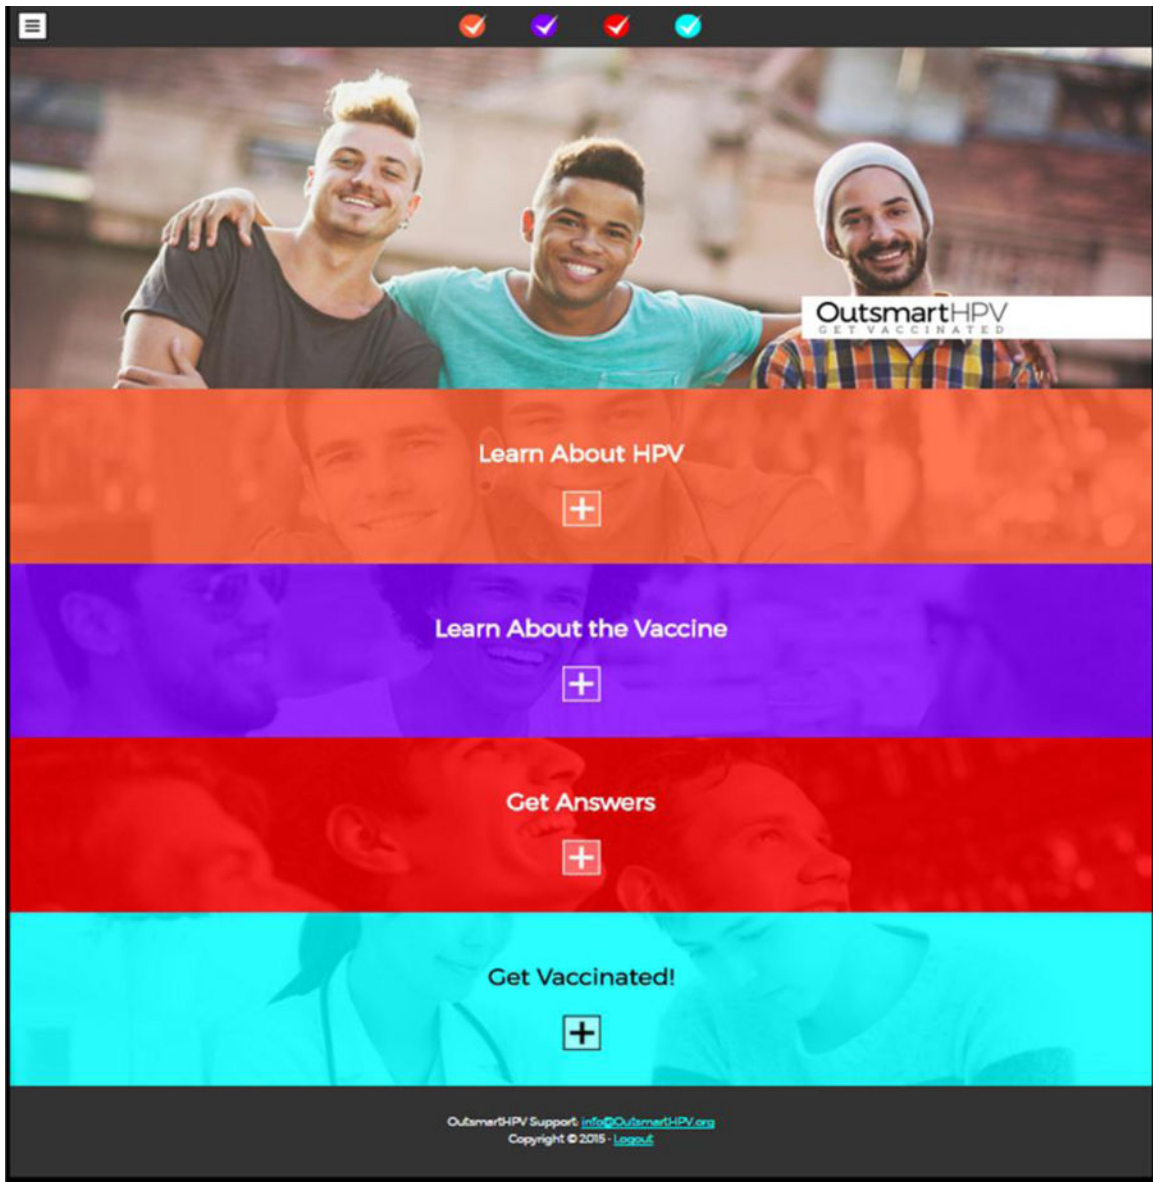 OutsmartHPV
GET VACCINATED
Learn About HPV
Learn About the Vaccine
Get Answers
Get Vaccinated!
OutsmartHPV Support: info@OutsmartHPV.org
Copyright © 2015 - Logout